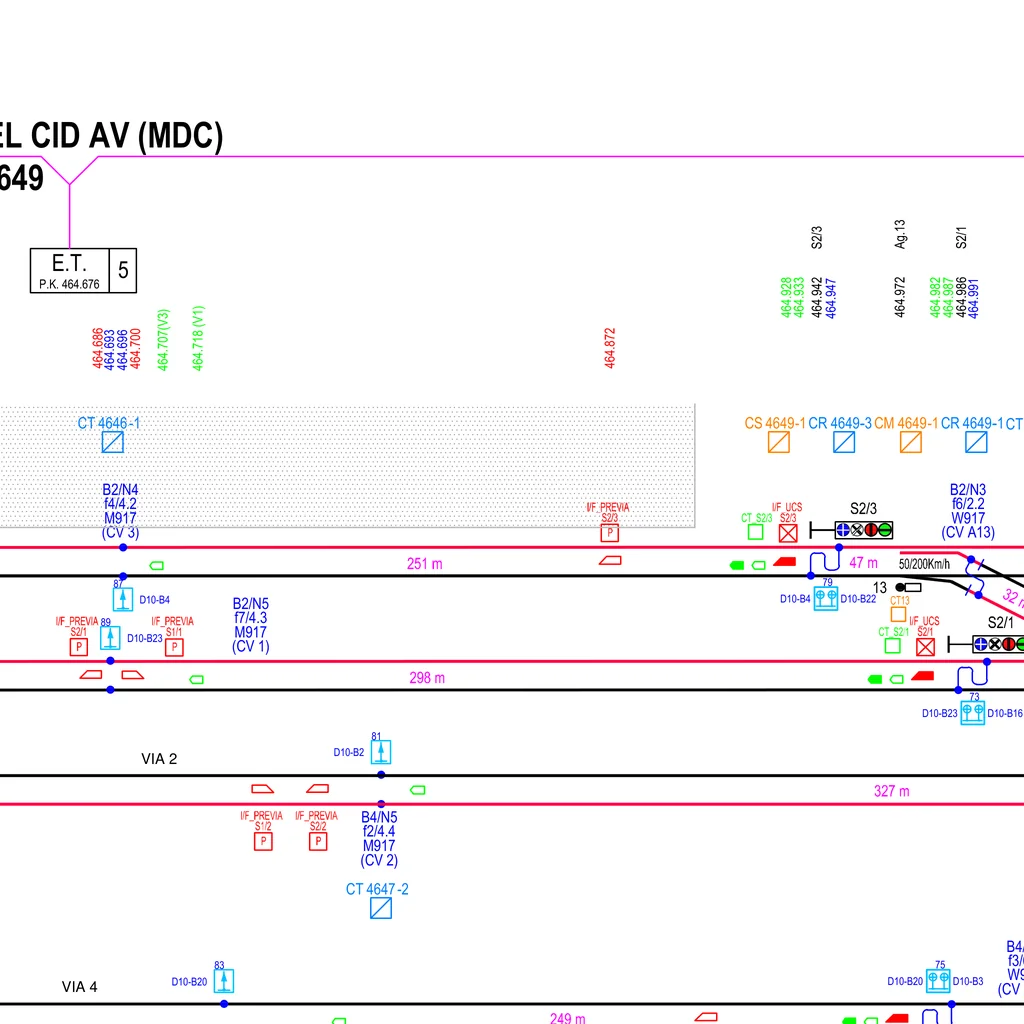 EL CID AV (MDC)
649
E.T.
P.K. 464.676
5
S2/3
Ag.13
S2/1
464.928
464.933
464.942
464.947
464.972
464.982
464.987
464.986
464.991
464.686
464.693
464.696
464.700
464.707(V3)
464.718 (V1)
464.872
CT 4646-1
CS 4649-1
CR 4649-3
CM 4649-1
CR 4649-1
CT
B2/N4
f4/4.2
M917
(CV 3)
I/F_PREVIA
S2/3
P
CT_S2/3
I/F_UCS
S2/3
S2/3
B2/N3
f6/2.2
W917
(CV A13)
251 m
47 m
50/200Km/h
87
D10-B4
D10-B4
79
D10-B22
13
CT13
32 m
I/F_PREVIA
S2/1
P
89
D10-B23
I/F_PREVIA
S1/1
P
B2/N5
f7/4.3
M917
(CV 1)
CT_S2/1
I/F_UCS
S2/1
S2/1
298 m
D10-B23
73
D10-B16
VIA 2
D10-B2
81
327 m
I/F_PREVIA
S1/2
P
I/F_PREVIA
S2/2
P
B4/N5
f2/4.4
M917
(CV 2)
CT 4647-2
B4/
f3/
W9
(CV
VIA 4
D10-B20
83
D10-B20
75
D10-B3
249 m